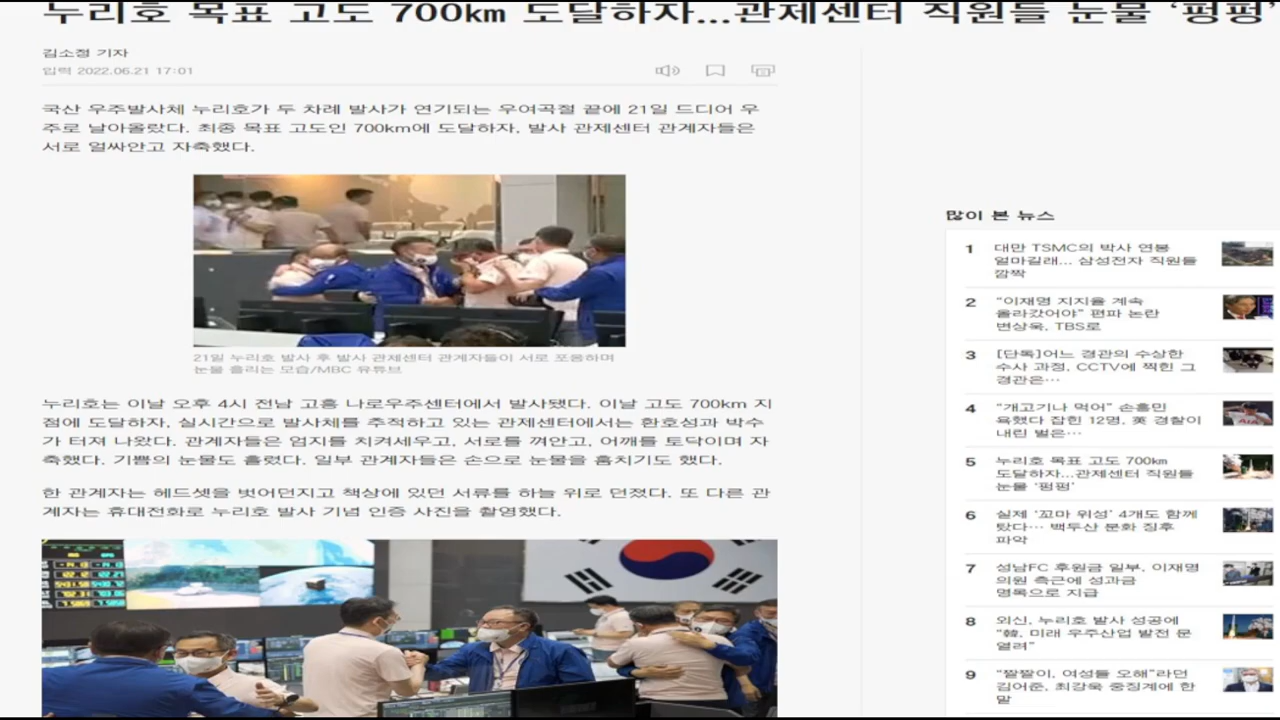 누리호 목표 고도 700km 도달하자...관제센터 직원들 눈물 ‘펑펑’
김소정 기자
입력 2022.06.21 17:01
국산 우주발사체 누리호가 두 차례 발사가 연기되는 우여곡절 끝에 21일 드디어 우
주로 날아올랐다. 최종 목표 고도인 700km에 도달하자, 발사 관제센터 관계자들은
서로 얼싸안고 자축했다.
21일 누리호 발사 후 발사 관제센터 관계자들이 서로 포옹하며
눈물 흘리는 모습/MBC 유튜브
누리호는 이날 오후 4시 전남 고흥 나로우주센터에서 발사됐다. 이날 고도 700km 지
점에 도달하자, 실시간으로 발사체를 추적하고 있는 관제센터에서는 환호성과 박수
가 터져 나왔다. 관계자들은 엄지를 치켜세우고, 서로를 껴안고, 어깨를 토닥이며 자
축했다. 기쁨의 눈물도 흘렸다. 일부 관계자들은 손으로 눈물을 훔치기도 했다.
한 관계자는 헤드셋을 벗어던지고 책상에 있던 서류를 하늘 위로 던졌다. 또 다른 관
계자는 휴대전화로 누리호 발사 기념 인증 사진을 촬영했다.
많이 본 뉴스
1 대만 TSMC의 박사 연봉
얼마길래... 삼성전자 직원들
깜짝
2 “이재명 지지율 계속
올라갔어야” 편파 논란
변상욱, TBS로
3 [단독]어느 경관의 수상한
수사 과정, CCTV에 찍힌 그
경관은…
4 “개고기나 먹어” 손흥민
욕했다 잡힌 12명, 英 경찰이
내린 벌은…
5 누리호 목표 고도 700km
도달하자...관제센터 직원들
눈물 ‘펑펑’
6 실제 ‘꼬마 위성’ 4개도 함께
탔다… 백두산 분화 징후
파악
7 성남FC 후원금 일부, 이재명
의원 측근에 성과금
명목으로 지급
8 외신, 누리호 발사 성공에
“韓, 미래 우주산업 발전 문
열려”
9 “짤짤이, 여성들 오해”라던
김어준, 최강욱 중징계에 한
말